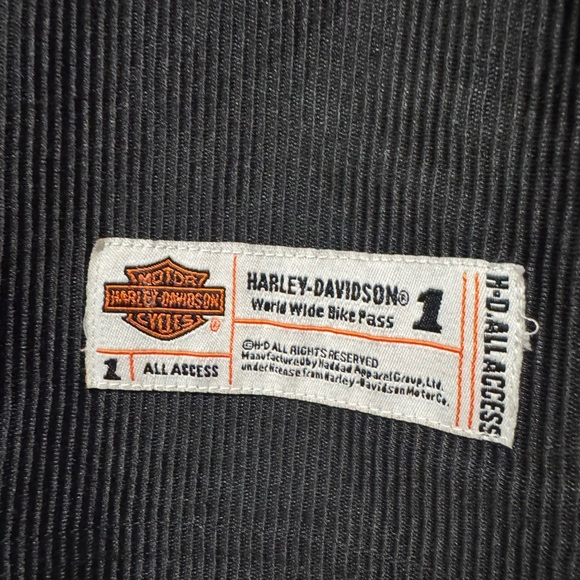 MOTOR
HARLEY-DAVIDSON
CYCLES
®
1 ALL ACCESS
HARLEY-DAVIDSON® 1
World Wide Bike Pass
©H-D ALL RIGHTS RESERVED
Manufactured by Haddad Apparel Group, Ltd.
under license from Harley-Davidson Motor Co.
H-D ALL ACCESS